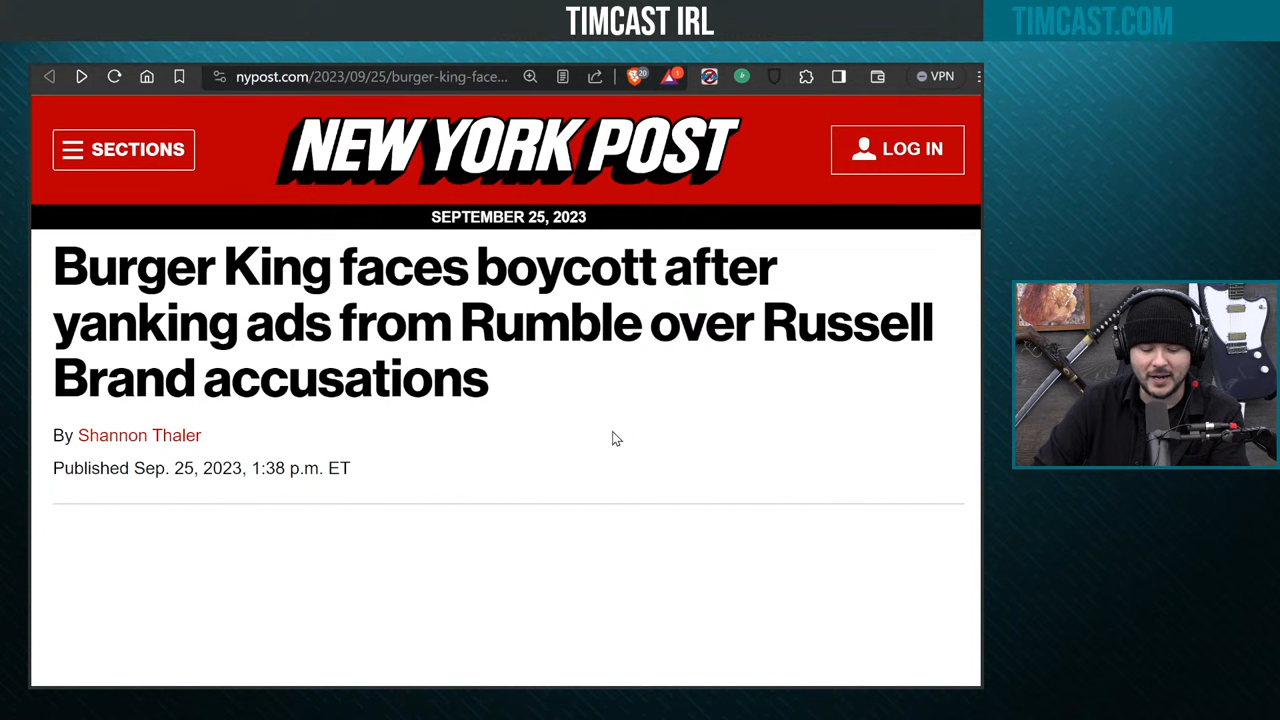 TIMCAST IRL
TIMCAST.COM
nypost.com/2023/09/25/burger-king-face...
20
1
VPN
SECTIONS
NEW YORK POST
LOG IN
SEPTEMBER 25, 2023
Burger King faces boycott after
yanking ads from Rumble over Russell
Brand accusations
By Shannon Thaler
Published Sep. 25, 2023, 1:38 p.m. ET